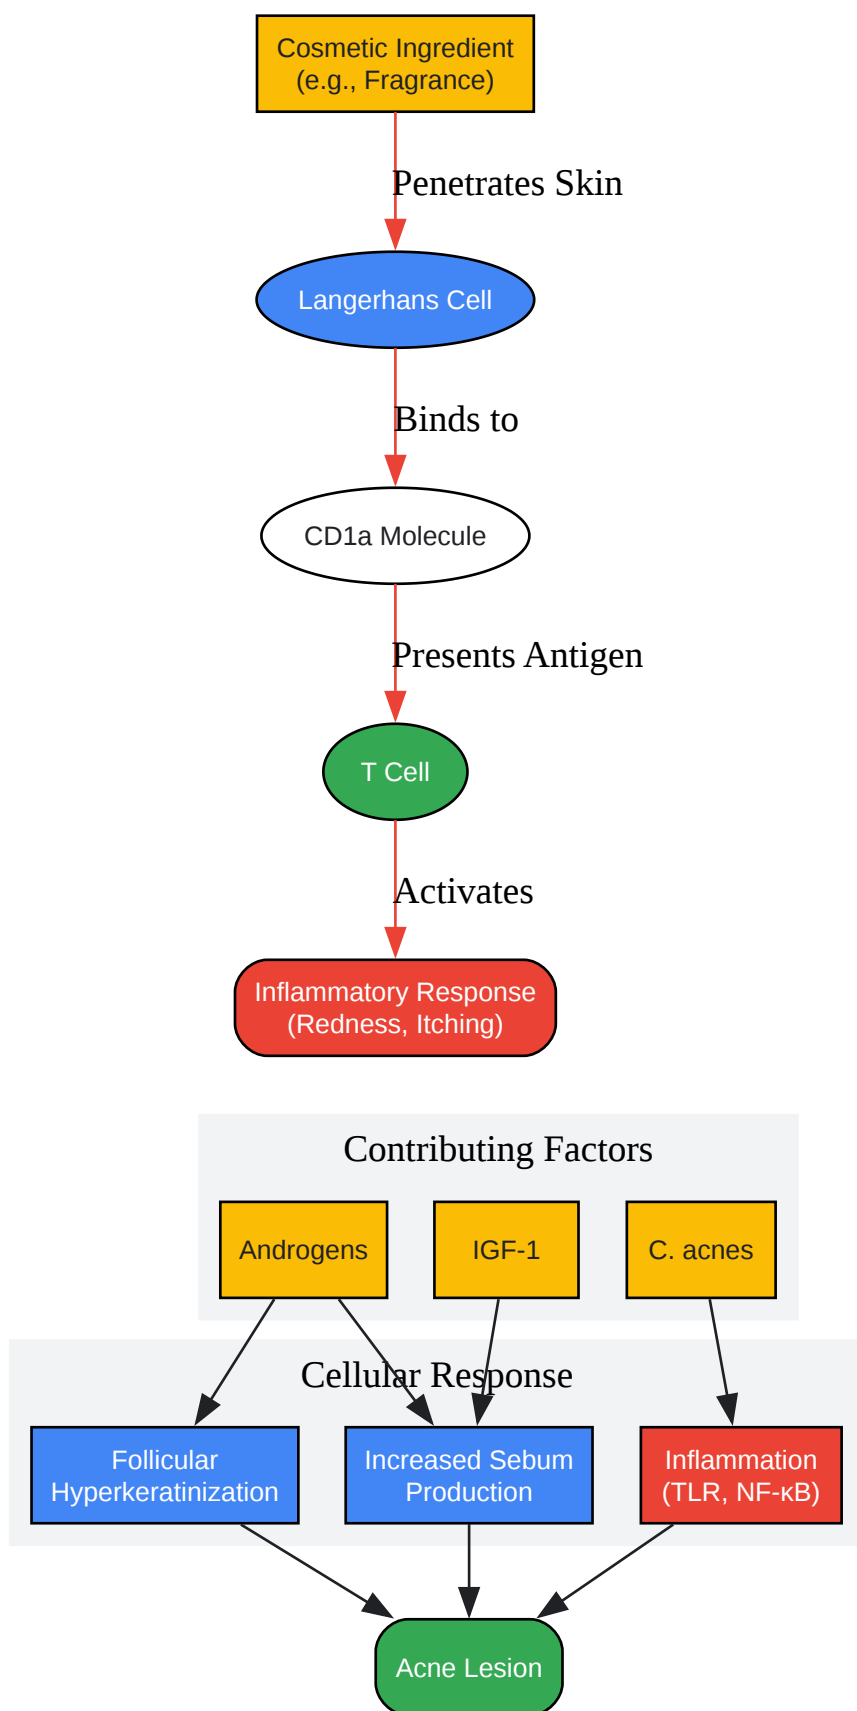 Cosmetic Ingredient
(e.g., Fragrance)
Penetrates Skin
Langerhans Cell
Binds to
CD1a Molecule
Presents Antigen
T Cell
Activates
Inflammatory Response
(Redness, Itching)
Contributing Factors
Androgens
IGF-1
C. acnes
Cellular Response
Follicular
Hyperkeratinization
Increased Sebum
Production
Inflammation
(TLR, NF-κB)
Acne Lesion